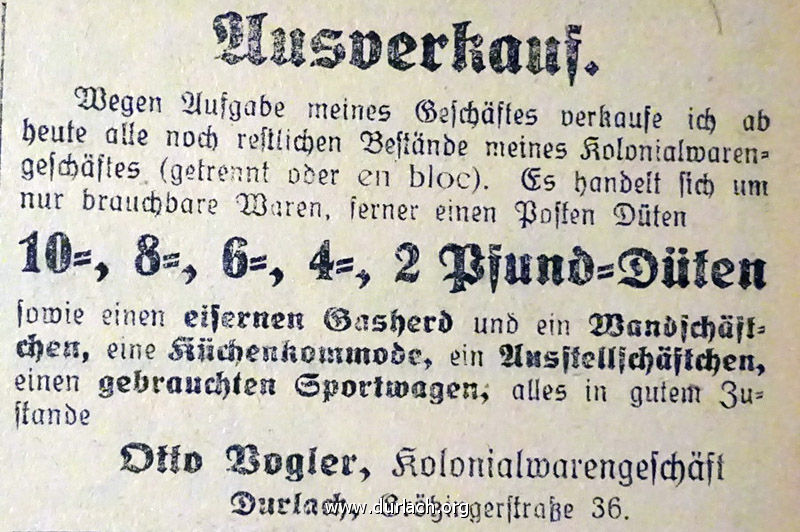 Ausverkauf.
Wegen Aufgabe meines Geschäftes verkaufe ich ab
heute alle noch restlichen Bestände meines Kolonialwaren-
geschäftes (getrennt oder en bloc). Es handelt sich um
nur brauchbare Waren, ferner einen Posten Düten
10-, 8-, 6-, 4-, 2 Pfund-Düten
sowie einen eisernen Gasherd und ein Wandschäft-
chen, eine Küchenkommode, ein Ausstellschäftchen,
einen gebrauchten Sportwagen, alles in gutem Zu-
stande
Otto Vogler, Kolonialwarengeschäft
Durlach, Grötzingerstraße 36.
www.durlach.org